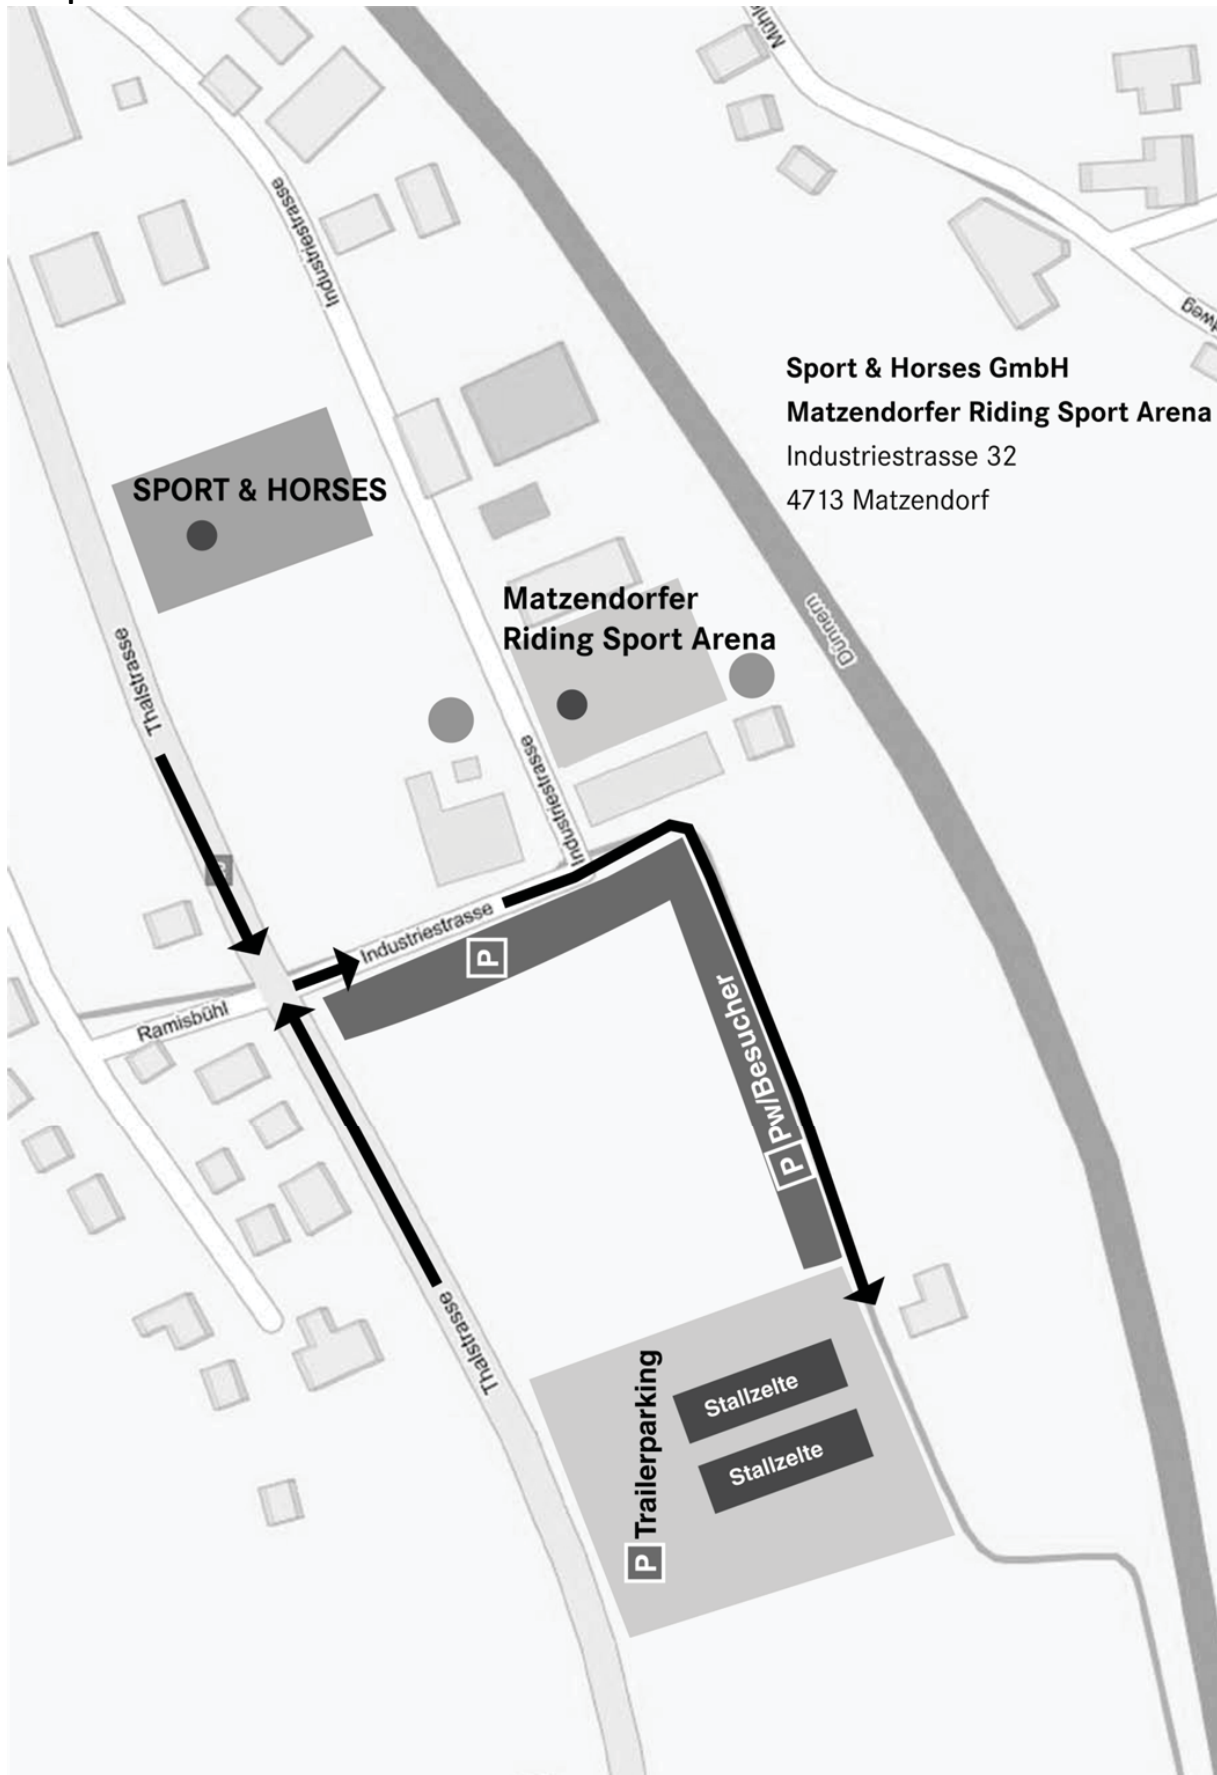 Industriestrasse
Sport & Horses GmbH
Matzendorfer Riding Sport Arena
Industriestrasse 32
4713 Matzendorf
SPORT & HORSES
Matzendorfer
Riding Sport Arena
Dünnern
Thalstrasse
Industriestrasse
Industriestrasse
P
Ramisbühl
P Pw/Besucher
Thalstrasse
P Trailerparking
Stallzelte
Stallzelte